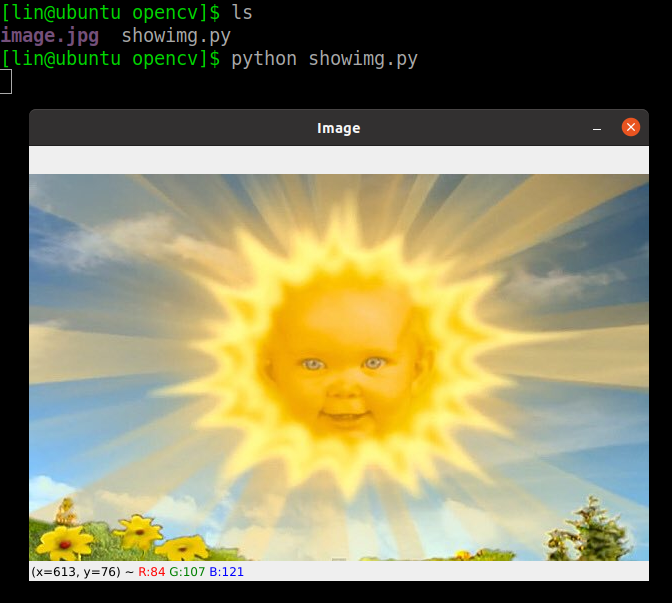 [lin@ubuntu opencv]$ ls
image.jpg  showimg.py
[lin@ubuntu opencv]$ python showimg.py
Image
(x=613, y=76) ~ R:84 G:107 B:121